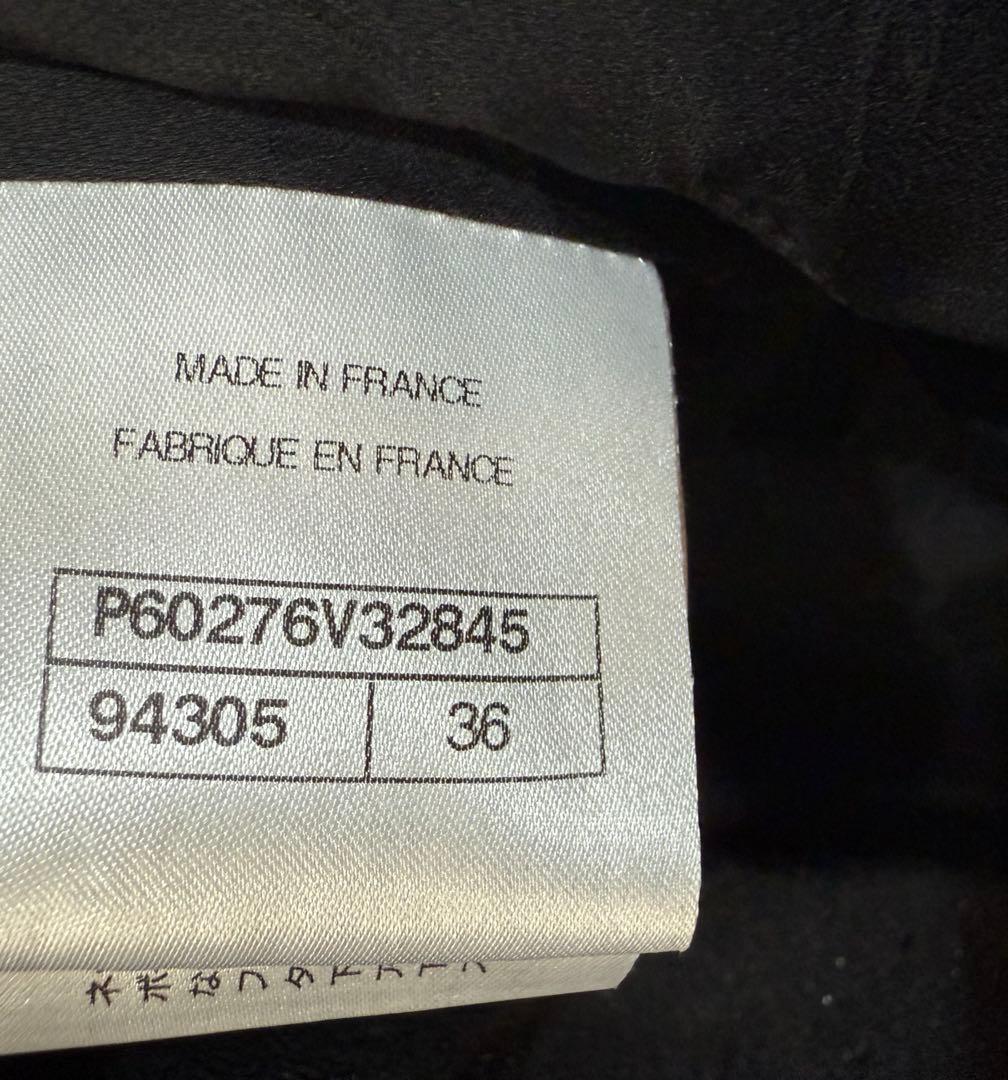 MADE IN FRANCE
FABRIQUE EN FRANCE
P60276V32845
94305 36